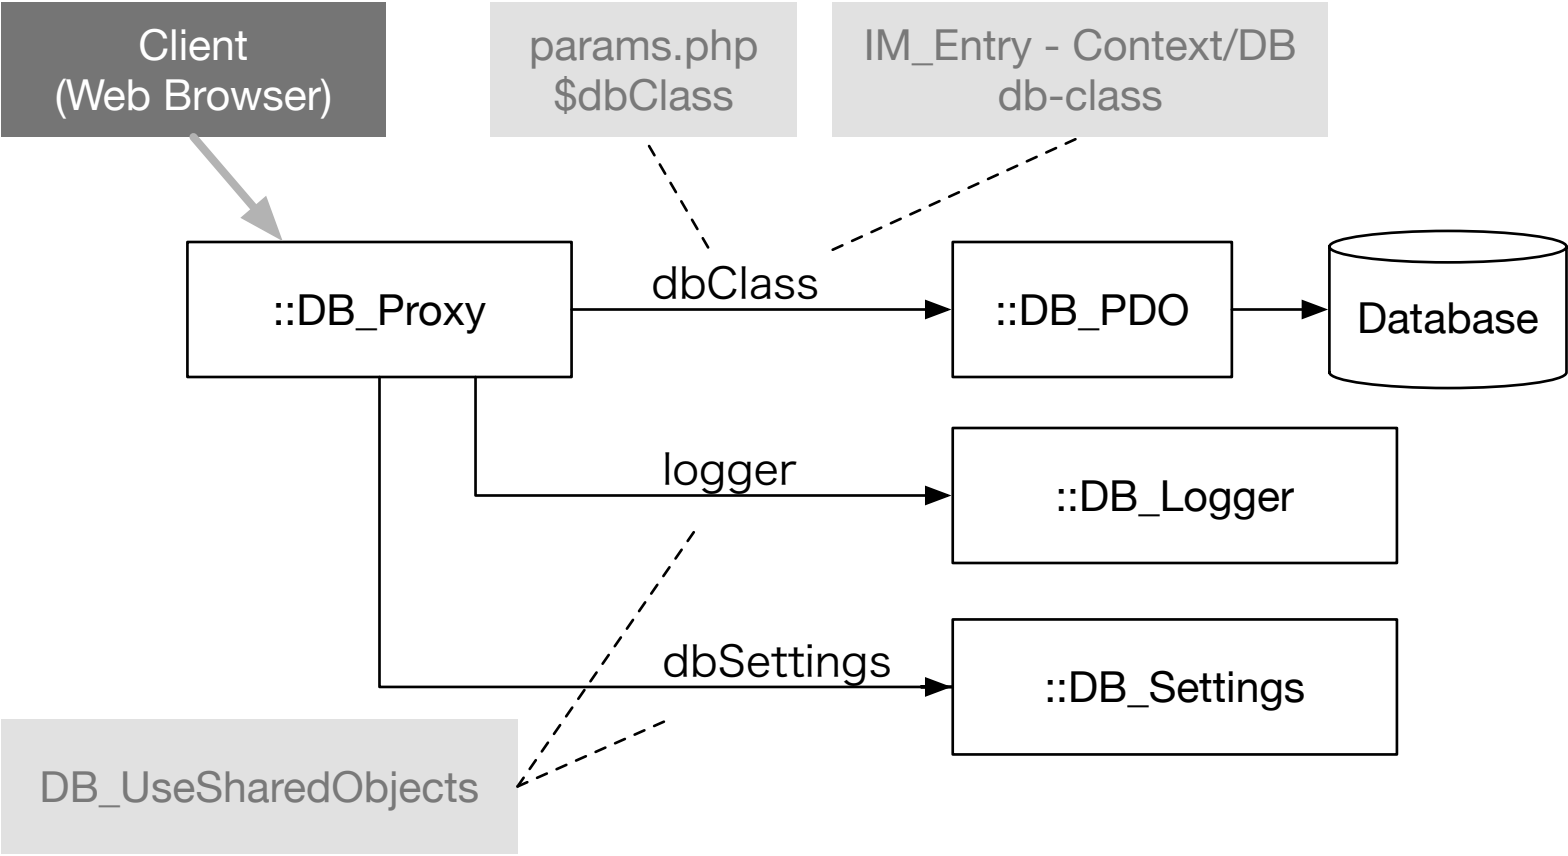 Client
(Web Browser)
params.php
$dbClass
IM_Entry - Context/DB
db-class
::DB_Proxy
dbClass
::DB_PDO
Database
logger
::DB_Logger
dbSettings
::DB_Settings
DB_UseSharedObjects